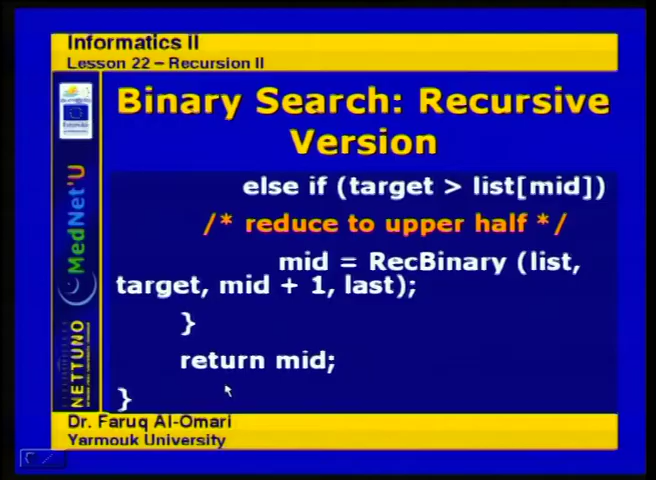 Informatics II
Lesson 22 – Recursion II
Binary Search: Recursive
Version
else if (target > list[mid])
/* reduce to upper half */
mid = RecBinary (list,
target, mid + 1, last);
}
return mid;
}
MedNet'U
NETTUNO
Dr. Faruq Al-Omari
Yarmouk University